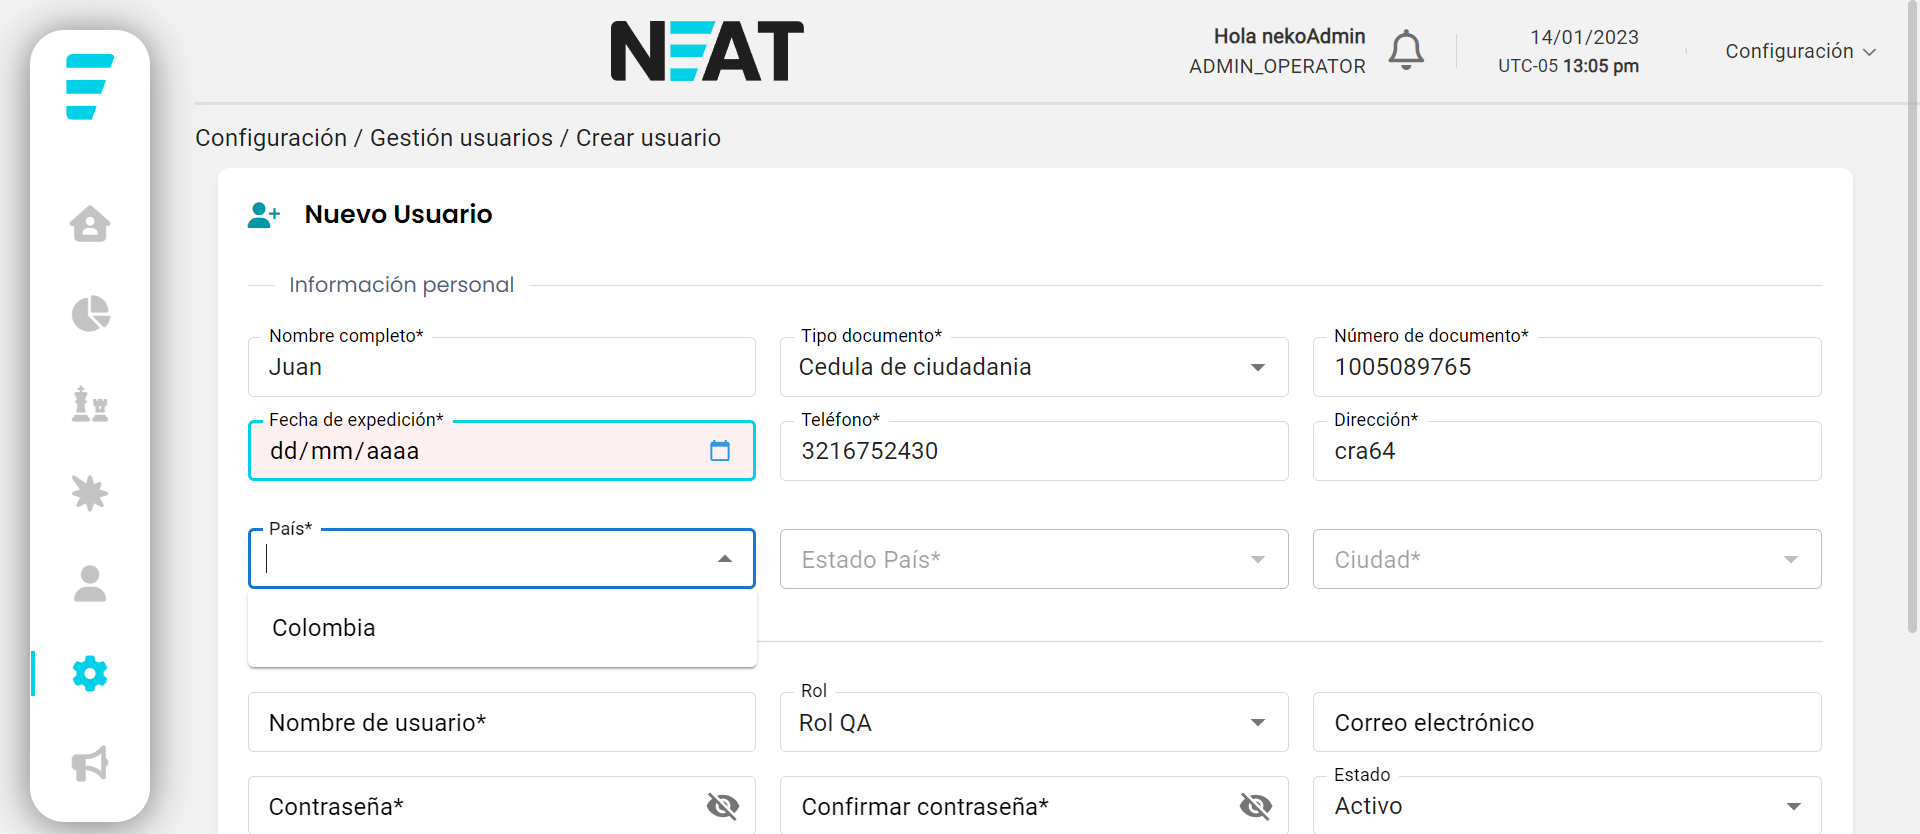 NEAT
Hola nekoAdmin
ADMIN_OPERATOR
14/01/2023
UTC-05 13:05 pm
Configuración
Configuración / Gestión usuarios / Crear usuario
Nuevo Usuario
Información personal
Nombre completo*
Juan
Tipo documento*
Cedula de ciudadania
Número de documento*
1005089765
Fecha de expedición*
dd/mm/aaaa
Teléfono*
3216752430
Dirección*
cra64
País*
Estado País*
Ciudad*
Colombia
Nombre de usuario*
Rol
Rol QA
Correo electrónico
Contraseña*
Confirmar contraseña*
Estado
Activo